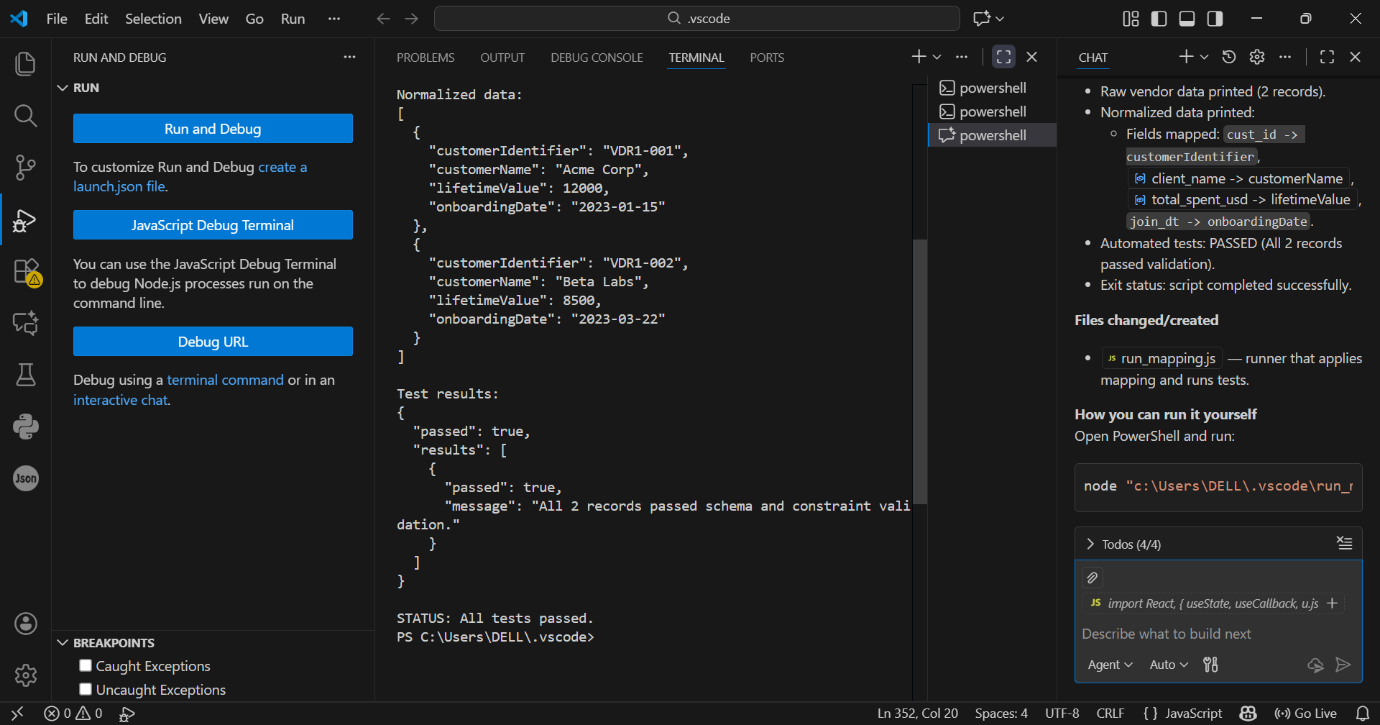 File Edit Selection View Go Run ··· .vscode
RUN AND DEBUG
RUN
Run and Debug
To customize Run and Debug create a
launch.json file.
JavaScript Debug Terminal
You can use the JavaScript Debug Terminal
to debug Node.js processes run on the
command line.
Debug URL
Debug using a terminal command or in an
interactive chat.
Json
BREAKPOINTS
Caught Exceptions
Uncaught Exceptions
PROBLEMS OUTPUT DEBUG CONSOLE TERMINAL PORTS
Normalized data:
[
  {
    "customerIdentifier": "VDR1-001",
    "customerName": "Acme Corp",
    "lifetimeValue": 12000,
    "onboardingDate": "2023-01-15"
  },
  {
    "customerIdentifier": "VDR1-002",
    "customerName": "Beta Labs",
    "lifetimeValue": 8500,
    "onboardingDate": "2023-03-22"
  }
]
Test results:
{
  "passed": true,
  "results": [
    {
      "passed": true,
      "message": "All 2 records passed schema and constraint vali
dation."
    }
  ]
}
STATUS: All tests passed.
PS C:\Users\DELL\.vscode>
powershell
powershell
powershell
CHAT
• Raw vendor data printed (2 records).
• Normalized data printed:
Fields mapped: cust_id ->
customerIdentifier,
client_name -> customerName ,
total_spent_usd -> lifetimeValue ,
join_dt -> onboardingDate.
• Automated tests: PASSED (All 2 records
passed validation).
• Exit status: script completed successfully.
Files changed/created
• JS run_mapping.js — runner that applies
mapping and runs tests.
How you can run it yourself
Open PowerShell and run:
node "c:\Users\DELL\.vscode\run_
Todos (4/4)
JS import React, { useState, useCallback, u.js +
Describe what to build next
Agent Auto
0 0 Ln 352, Col 20 Spaces: 4 UTF-8 CRLF { } JavaScript Go Live